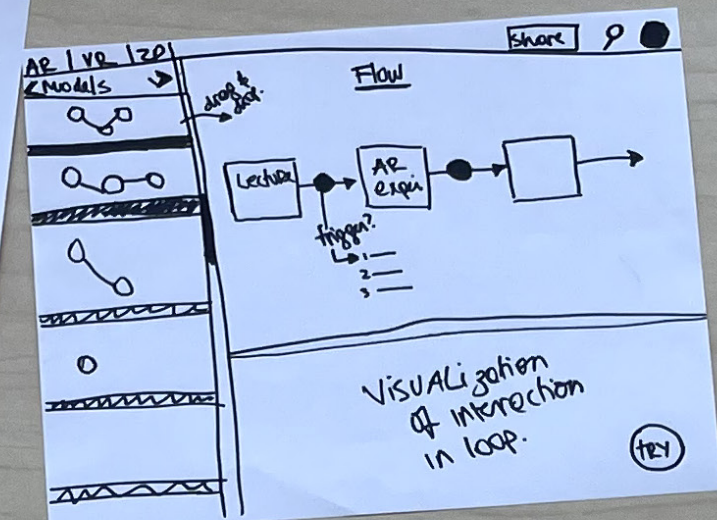 AR | VR | 2D |
< Models
drag &
drop.
share
Flow
Lecture
AR
expri
trigger?
1 —
2 —
3 —
VISUALization
of interection
in loop.
TRY